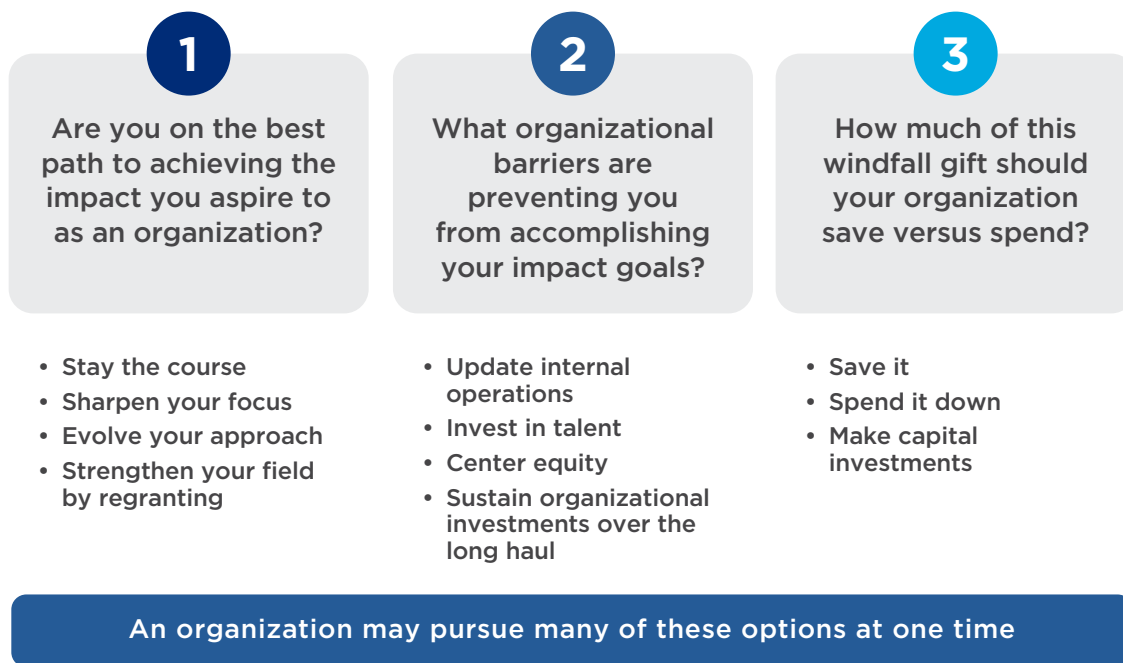 1
Are you on the best
path to achieving the
impact you aspire to
as an organization?
• Stay the course
• Sharpen your focus
• Evolve your approach
• Strengthen your field
by regranting
2
What organizational
barriers are
preventing you
from accomplishing
your impact goals?
• Update internal
operations
• Invest in talent
• Center equity
• Sustain organizational
investments over the
long haul
3
How much of this
windfall gift should
your organization
save versus spend?
• Save it
• Spend it down
• Make capital
investments
An organization may pursue many of these options at one time